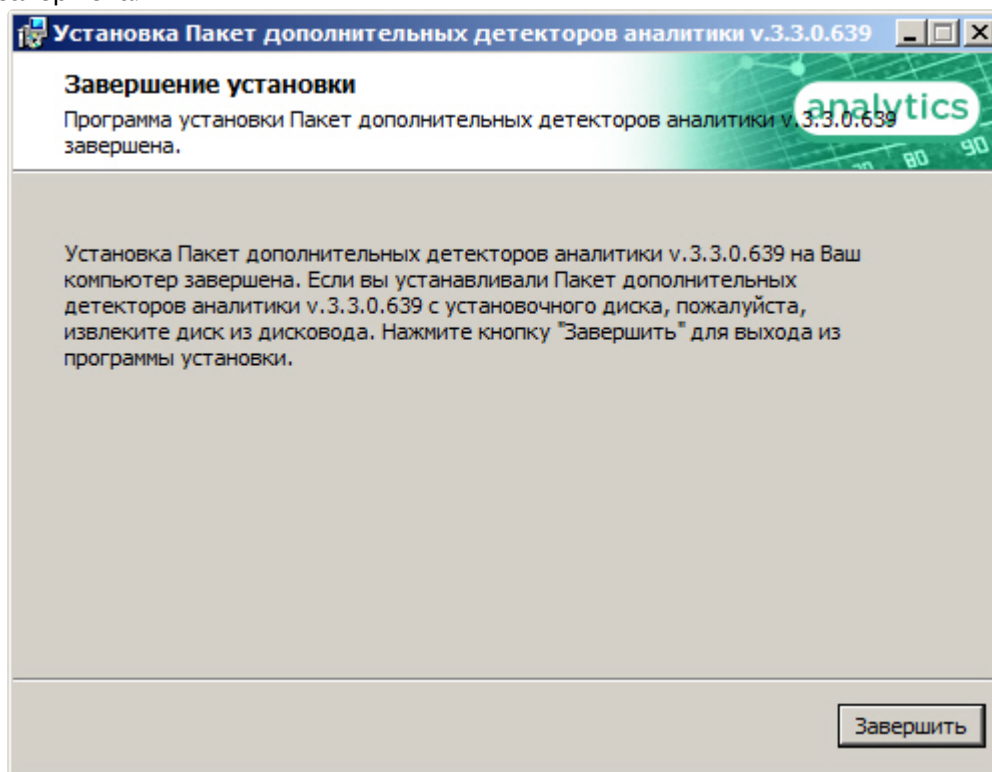 Установка Пакет дополнительных детекторов аналитики v.3.3.0.639
Завершение установки
Программа установки Пакет дополнительных детекторов аналитики v.3.3.0.639
завершена.
analytics
80
90
Установка Пакет дополнительных детекторов аналитики v.3.3.0.639 на Ваш
компьютер завершена. Если вы устанавливали Пакет дополнительных
детекторов аналитики v.3.3.0.639 с установочного диска, пожалуйста,
извлеките диск из дисковода. Нажмите кнопку "Завершить" для выхода из
программы установки.
Завершить